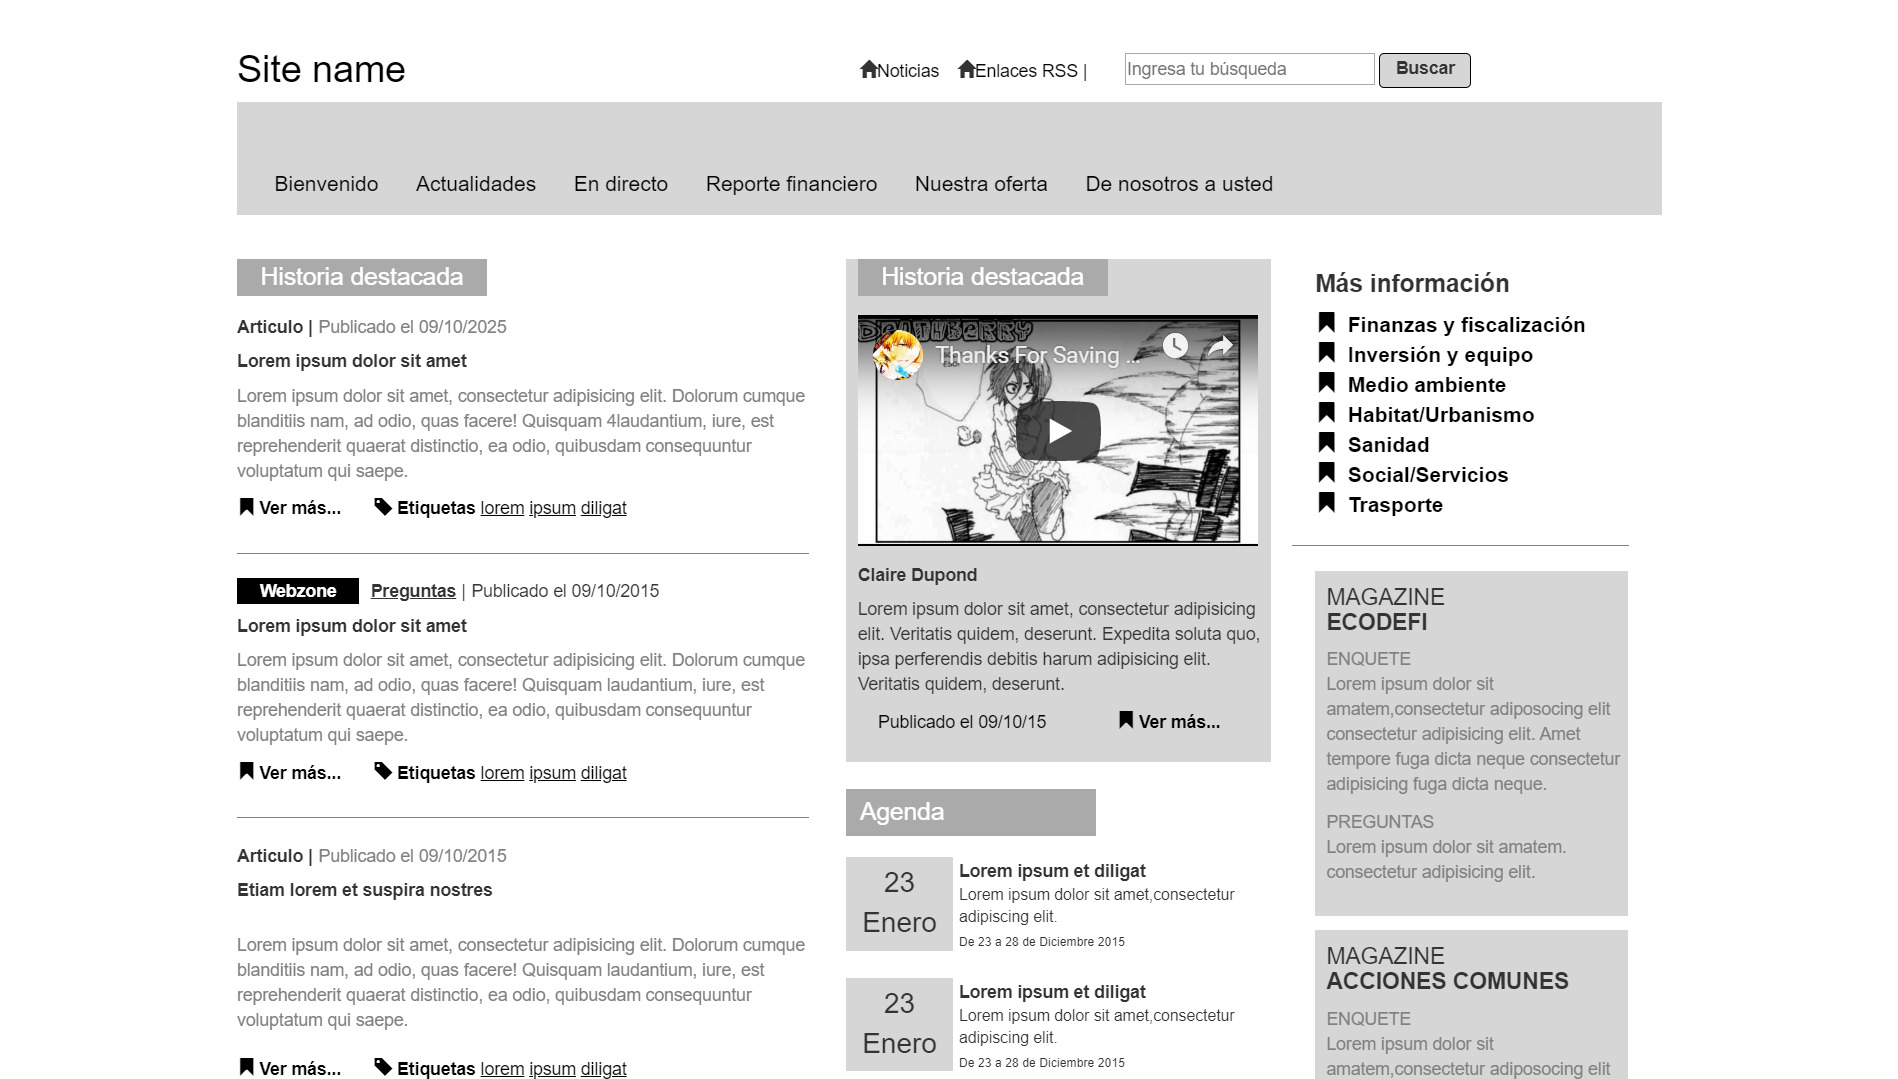 Site name
Noticias
Enlaces RSS |
Ingresa tu búsqueda
Buscar
Bienvenido
Actualidades
En directo
Reporte financiero
Nuestra oferta
De nosotros a usted
Historia destacada
Articulo | Publicado el 09/10/2025
Lorem ipsum dolor sit amet
Lorem ipsum dolor sit amet, consectetur adipisicing elit. Dolorum cumque
blanditiis nam, ad odio, quas facere! Quisquam 4laudantium, iure, est
reprehenderit quaerat distinctio, ea odio, quibusdam consequuntur
voluptatum qui saepe.
Ver más... Etiquetas lorem ipsum diligat
Webzone Preguntas | Publicado el 09/10/2015
Lorem ipsum dolor sit amet
Lorem ipsum dolor sit amet, consectetur adipisicing elit. Dolorum cumque
blanditiis nam, ad odio, quas facere! Quisquam laudantium, iure, est
reprehenderit quaerat distinctio, ea odio, quibusdam consequuntur
voluptatum qui saepe.
Ver más... Etiquetas lorem ipsum diligat
Articulo | Publicado el 09/10/2015
Etiam lorem et suspira nostres
Lorem ipsum dolor sit amet, consectetur adipisicing elit. Dolorum cumque
blanditiis nam, ad odio, quas facere! Quisquam laudantium, iure, est
reprehenderit quaerat distinctio, ea odio, quibusdam consequuntur
voluptatum qui saepe.
Ver más... Etiquetas lorem ipsum diligat
Historia destacada
DEATHBERRY
Thanks For Saving ...
Claire Dupond
Lorem ipsum dolor sit amet, consectetur adipisicing
elit. Veritatis quidem, deserunt. Expedita soluta quo,
ipsa perferendis debitis harum adipisicing elit.
Veritatis quidem, deserunt.
Publicado el 09/10/15 Ver más...
Agenda
23
Enero
Lorem ipsum et diligat
Lorem ipsum dolor sit amet,consectetur
adipiscing elit.
De 23 a 28 de Diciembre 2015
23
Enero
Lorem ipsum et diligat
Lorem ipsum dolor sit amet,consectetur
adipiscing elit.
De 23 a 28 de Diciembre 2015
Más información
Finanzas y fiscalización
Inversión y equipo
Medio ambiente
Habitat/Urbanismo
Sanidad
Social/Servicios
Trasporte
MAGAZINE
ECODEFI
ENQUETE
Lorem ipsum dolor sit
amatem,consectetur adiposocing elit
consectetur adipisicing elit. Amet
tempore fuga dicta neque consectetur
adipisicing fuga dicta neque.
PREGUNTAS
Lorem ipsum dolor sit amatem.
consectetur adipisicing elit.
MAGAZINE
ACCIONES COMUNES
ENQUETE
Lorem ipsum dolor sit
amatem,consectetur adiposocing elit